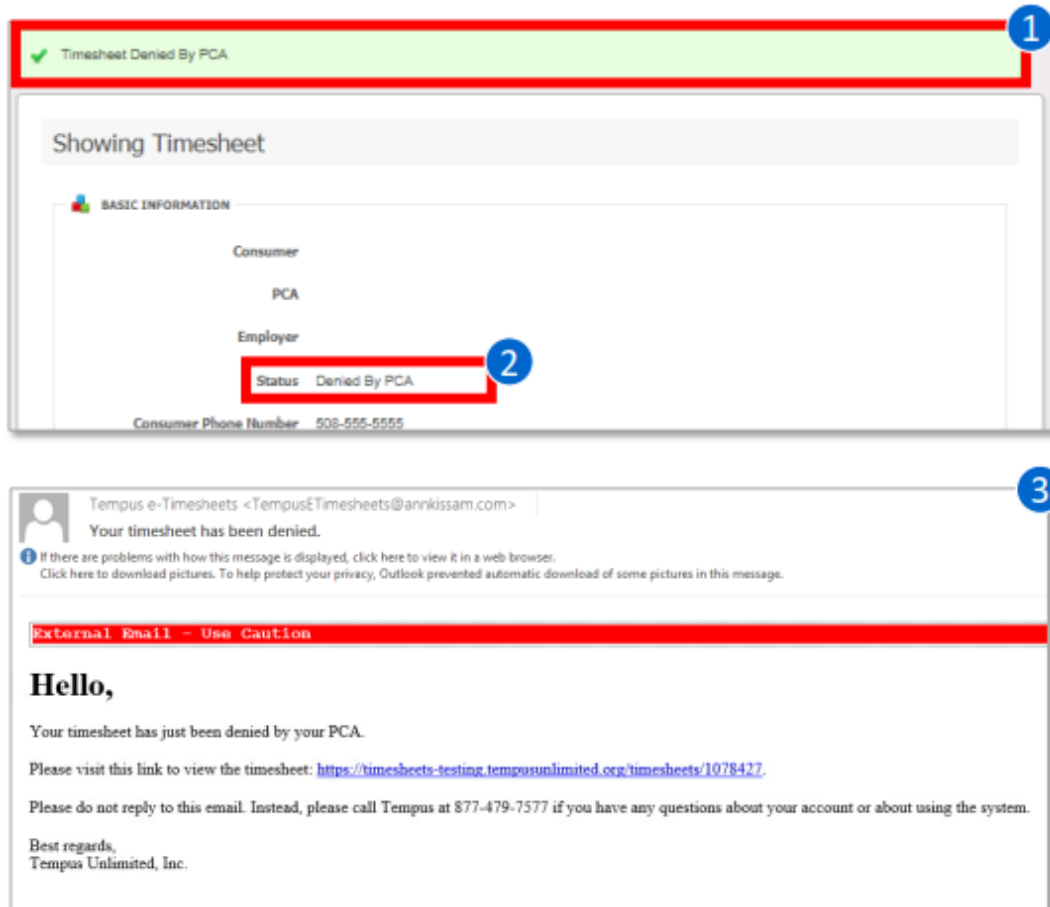 1
Timesheet Denied By PCA
Showing Timesheet
BASIC INFORMATION
Consumer
PCA
Employer
2
Status Denied By PCA
Consumer Phone Number 508-555-5555
3
Tempus e-Timesheets <TempusETimesheets@annkissam.com>
Your timesheet has been denied.
If there are problems with how this message is displayed, click here to view it in a web browser.
Click here to download pictures. To help protect your privacy, Outlook prevented automatic download of some pictures in this message.
External Email - Use Caution
Hello,
Your timesheet has just been denied by your PCA.
Please visit this link to view the timesheet: https://timesheets-testing.tempusunlimited.org/timesheets/1078427.
Please do not reply to this email. Instead, please call Tempus at 877-479-7577 if you have any questions about your account or about using the system.
Best regards,
Tempus Unlimited, Inc.